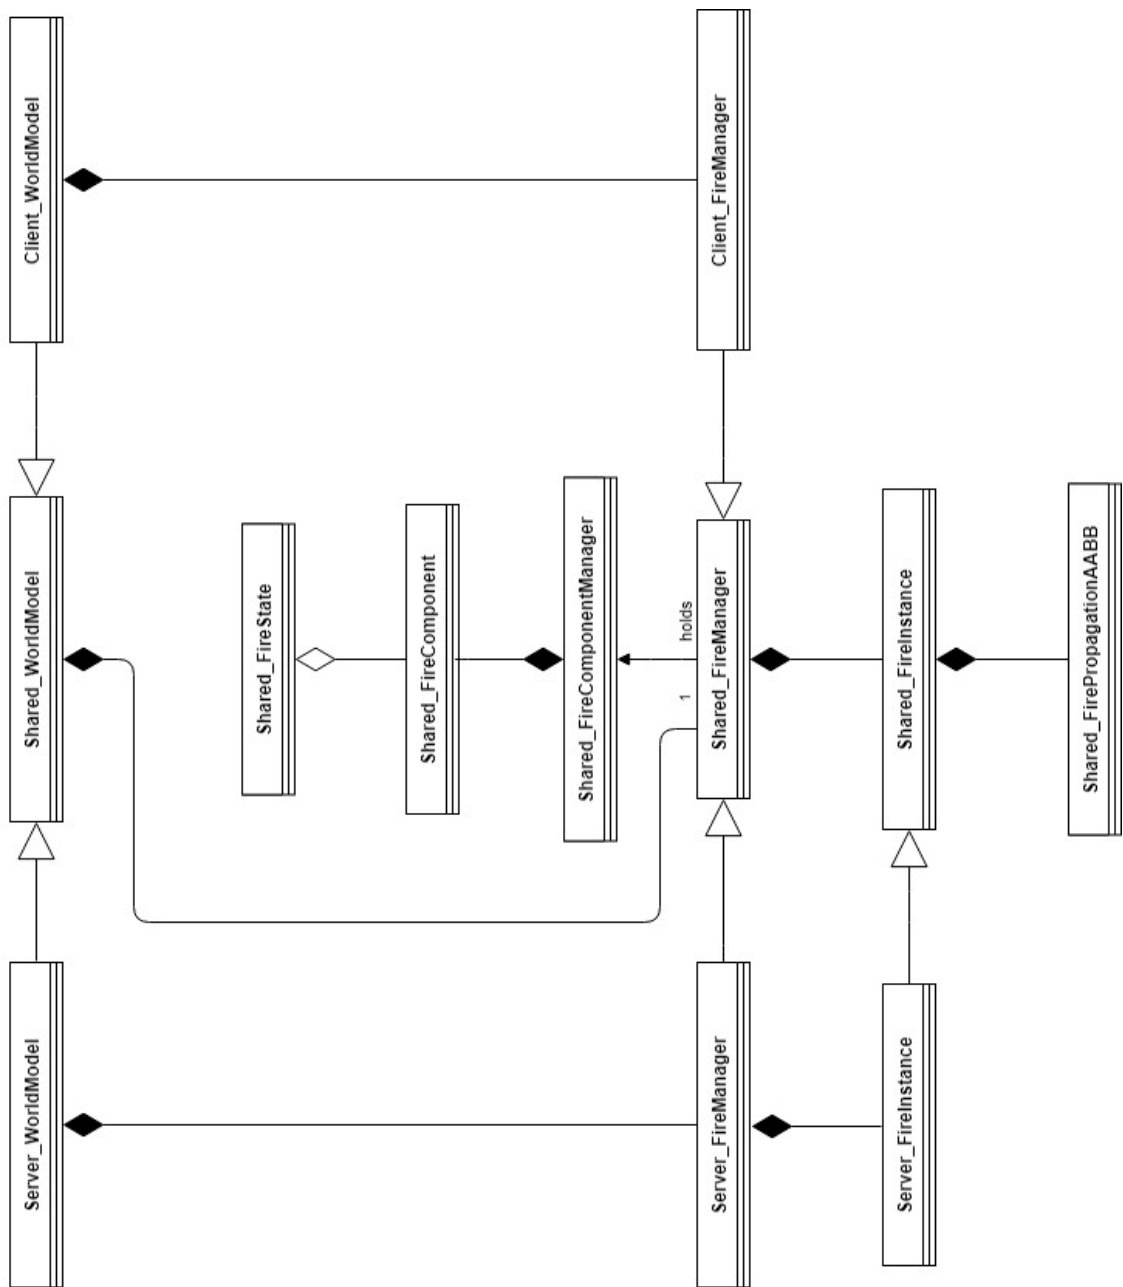 Server_WorldModel
Shared_WorldModel
Client_WorldModel
Shared_FireState
Shared_FireComponent
Shared_FireComponentManager
1
holds
Server_FireManager
Shared_FireManager
Client_FireManager
Server_FireInstance
Shared_FireInstance
Shared_FirePropagationAABB